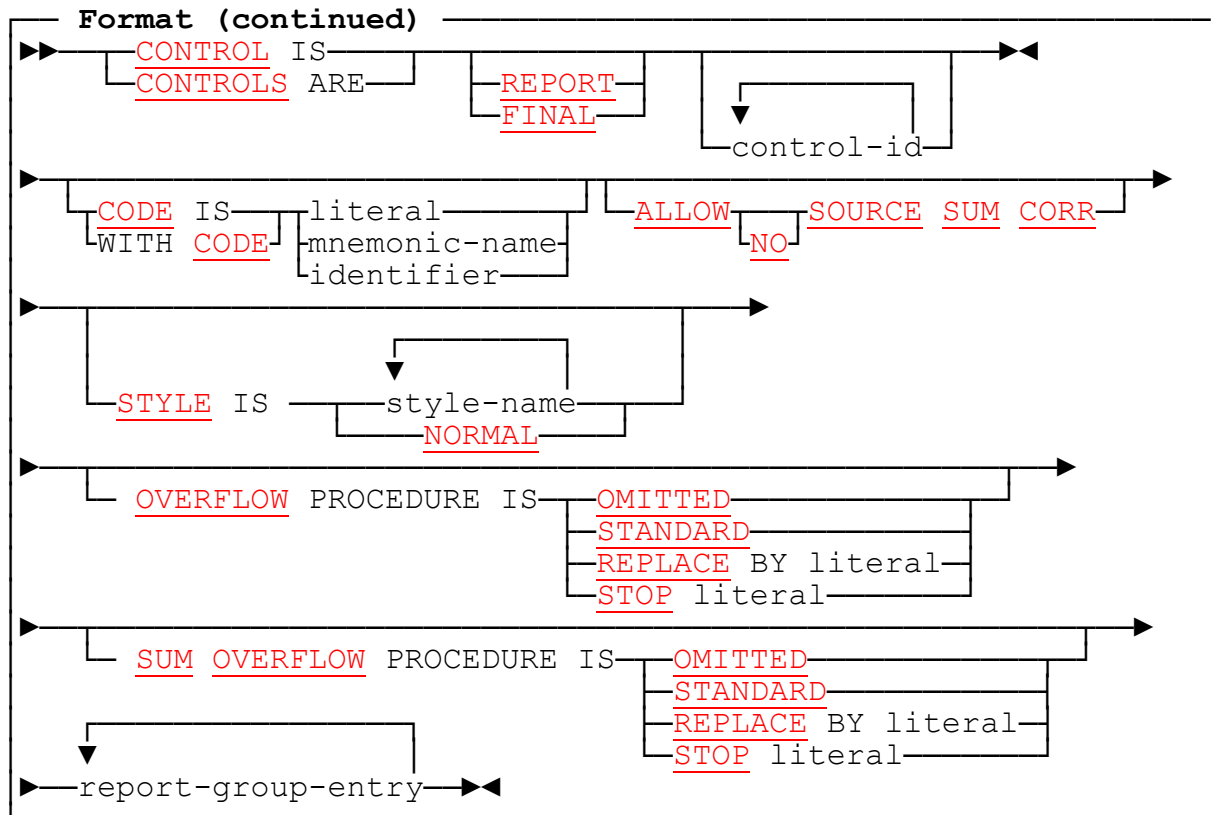 Format (continued)
CONTROL IS
CONTROLS ARE
REPORT
FINAL
control-id
CODE IS
WITH CODE
literal
mnemonic-name
identifier
ALLOW
NO
SOURCE SUM CORR
STYLE IS
style-name
NORMAL
OVERFLOW PROCEDURE IS
OMITTED
STANDARD
REPLACE BY literal
STOP literal
SUM OVERFLOW PROCEDURE IS
OMITTED
STANDARD
REPLACE BY literal
STOP literal
report-group-entry